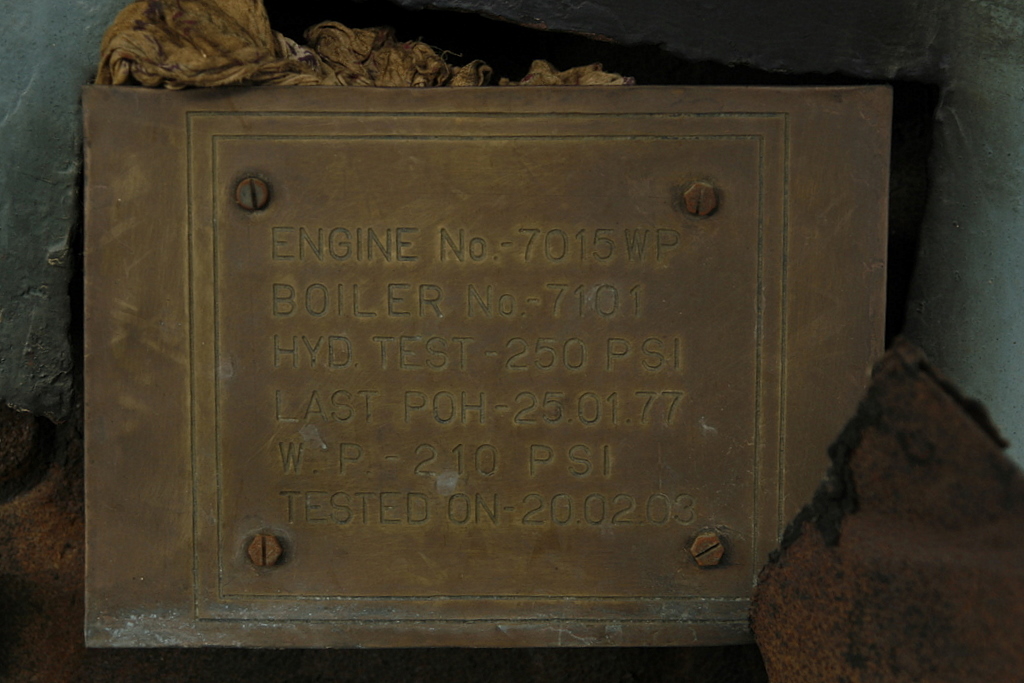 ENGINE No.-7015WP
BOILER No.-7101
HYD. TEST-250 PSI
LAST POH-25.01.77
W. P.-210 PSI
TESTED ON-20.02.03